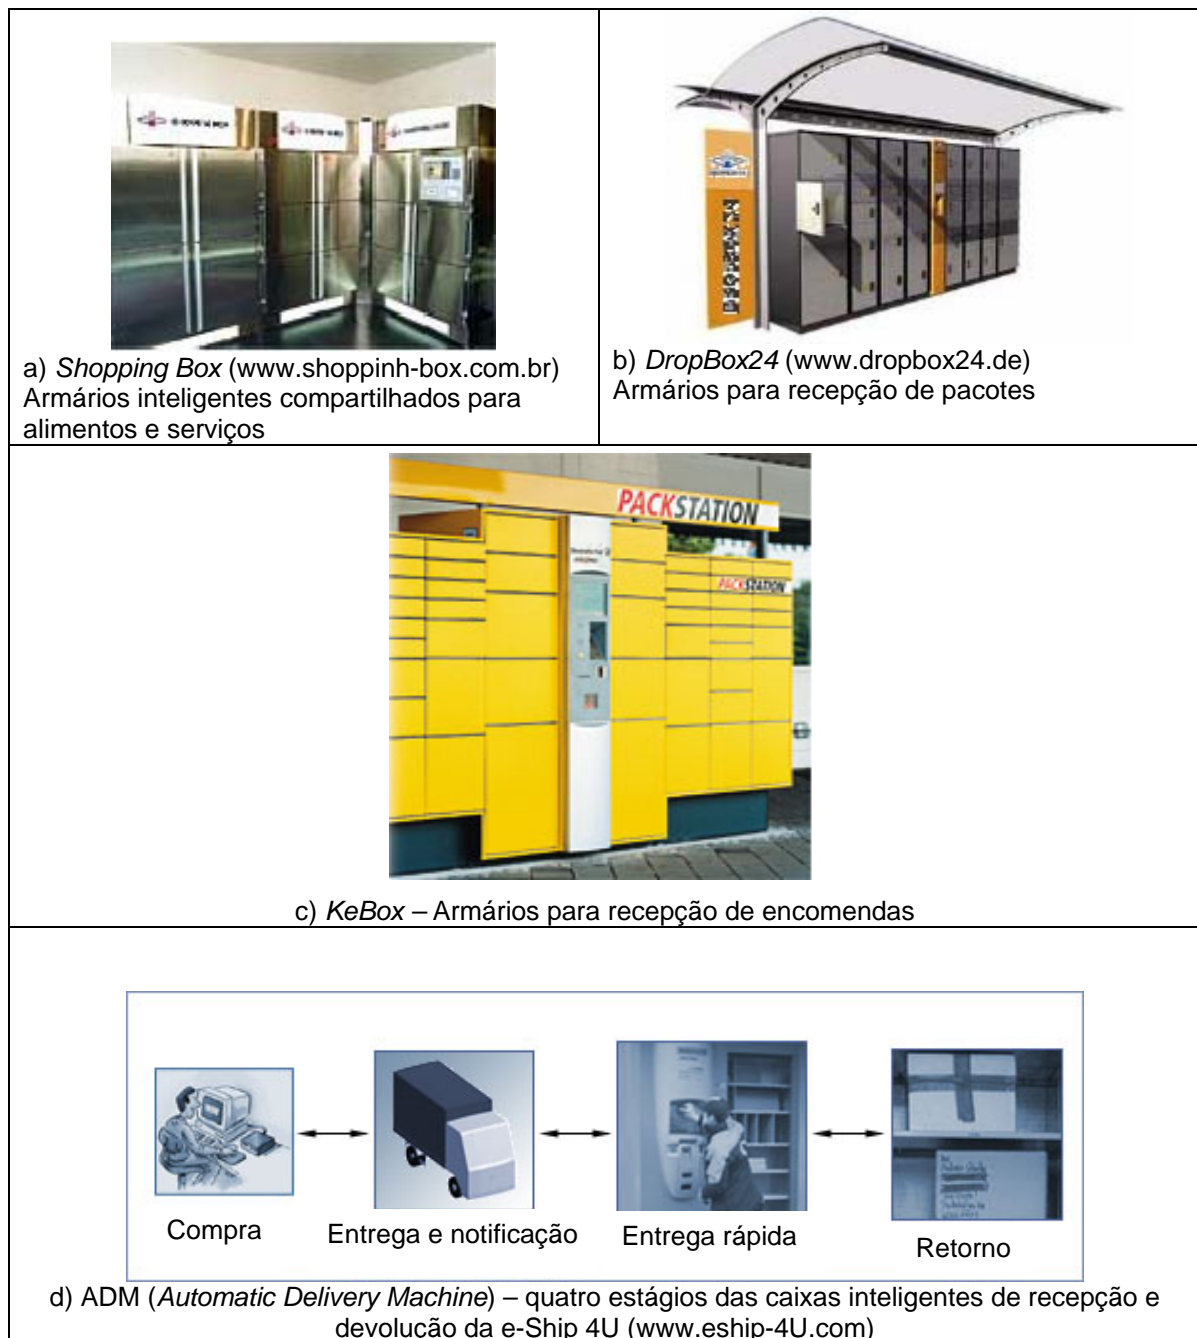 a) Shopping Box (www.shoppinh-box.com.br)
Armários inteligentes compartilhados para
alimentos e serviços
b) DropBox24 (www.dropbox24.de)
Armários para recepção de pacotes
PACKSTATION
PACKSTATION
c) KeBox – Armários para recepção de encomendas
Compra
Entrega e notificação
Entrega rápida
Retorno
d) ADM (Automatic Delivery Machine) – quatro estágios das caixas inteligentes de recepção e
devolução da e-Ship 4U (www.eship-4U.com)